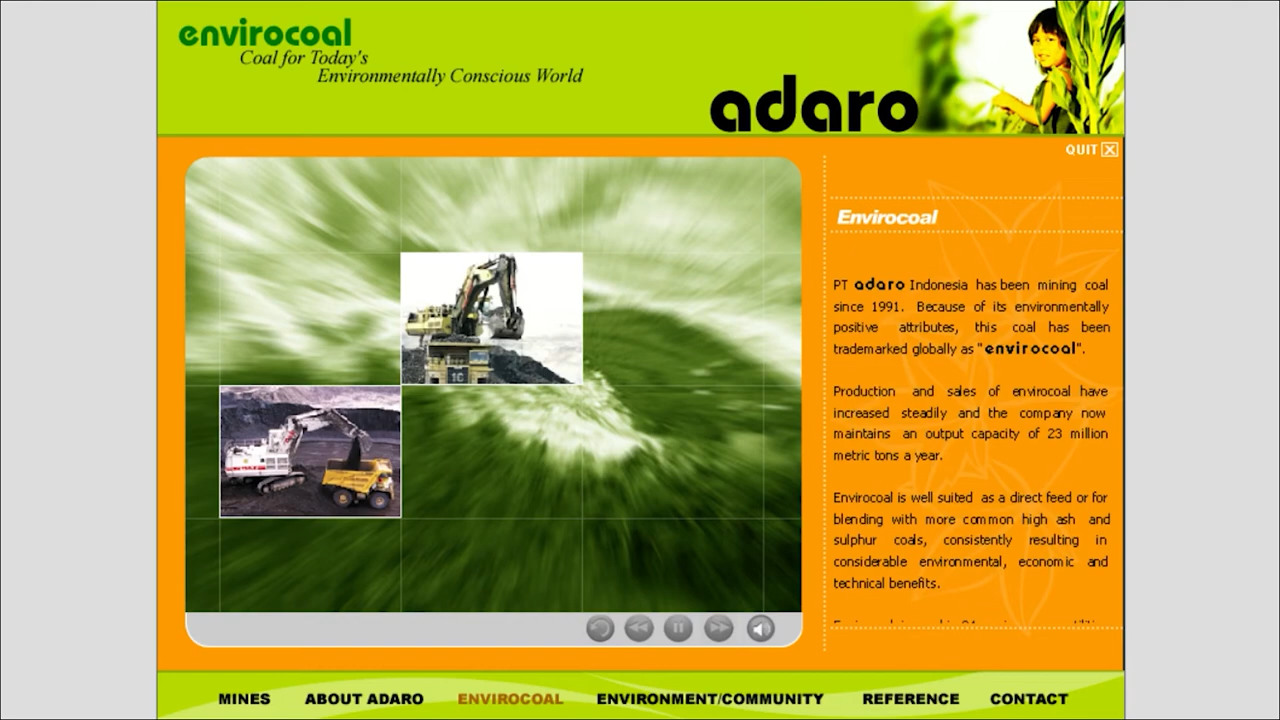 envirocoal
Coal for Today's
Environmentally Conscious World
adaro
QUIT
Envirocoal
PT adaro Indonesia has been mining coal
since 1991. Because of its environmentally
positive attributes, this coal has been
trademarked globally as "envirocoal".
Production and sales of envirocoal have
increased steadily and the company now
maintains an output capacity of 23 million
metric tons a year.
Envirocoal is well suited as a direct feed or for
blending with more common high ash and
sulphur coals, consistently resulting in
considerable environmental, economic and
technical benefits.
MINES ABOUT ADARO ENVIROCOAL ENVIRONMENT/COMMUNITY REFERENCE CONTACT